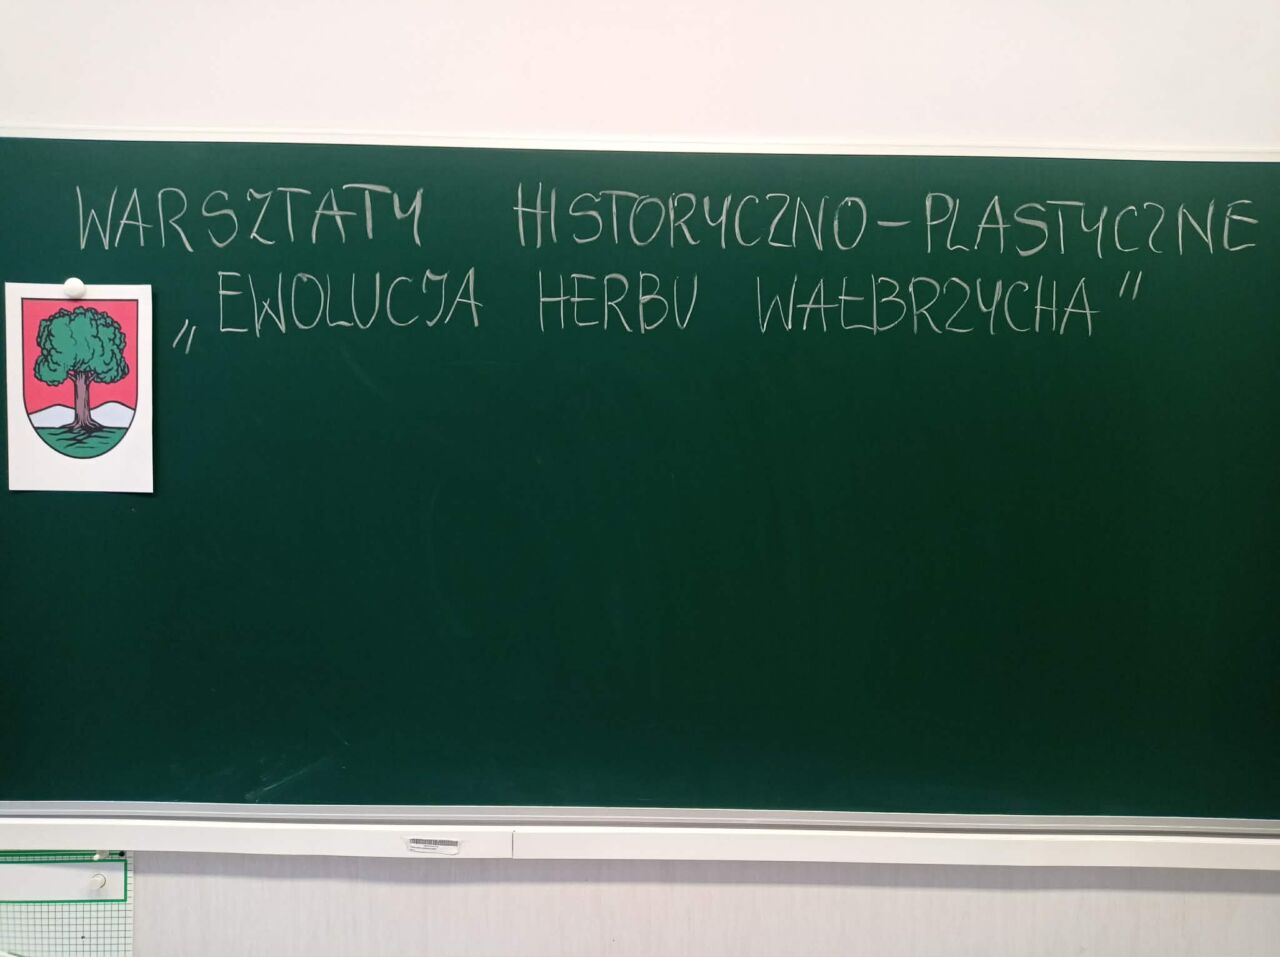 WARSZTATY HISTORYCZNO-PLASTYCZNE
„EWOLUCJA HERBU WAŁBRZYCHA"